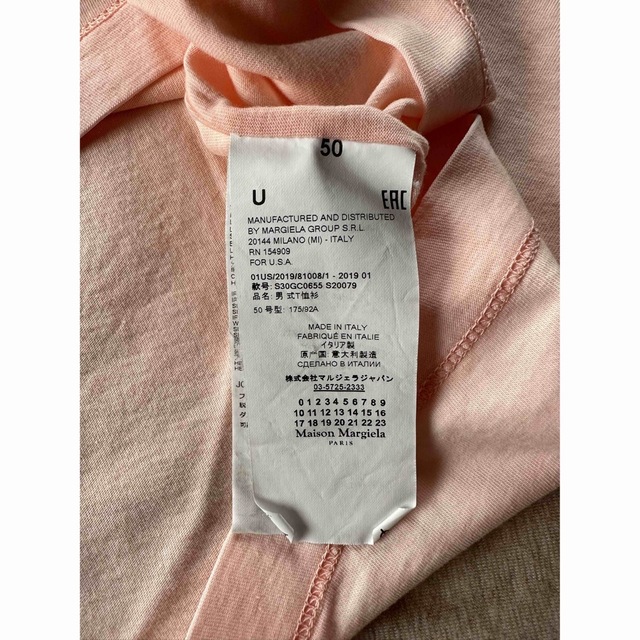 50
U
EAC
MANUFACTURED AND DISTRIBUTED
BY MARGIELA GROUP S.R.L.
20144 MILANO (MI) - ITALY
RN 154909
FOR U.S.A.
01US/2019/81008/1 - 2019 01
款号: S30GC0655 S20079
品名: 男 式T恤衫
50 号型: 175/92A
MADE IN ITALY
FABRIQUÉ EN ITALIE
イタリア製
原产国: 意大利製造
СДЕЛАНО В ИТАЛИИ
株式会社マルジェラジャパン
03-5725-2333
0 1 2 3 4 5 6 7 8 9
10 11 12 13 14 15 16
17 18 19 20 21 22 23
Maison Margiela
PARIS